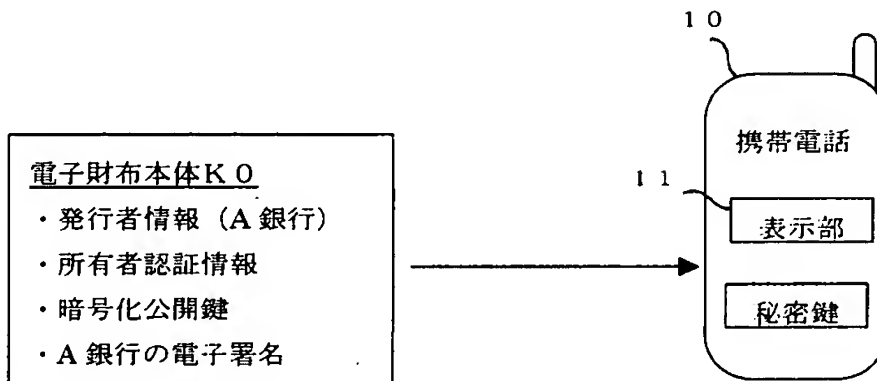 電子財布本体K0
・発行者情報(A銀行)
・所有者認証情報
・暗号化公開鍵
・A銀行の電子署名
10
携帯電話
11
表示部
秘密鍵